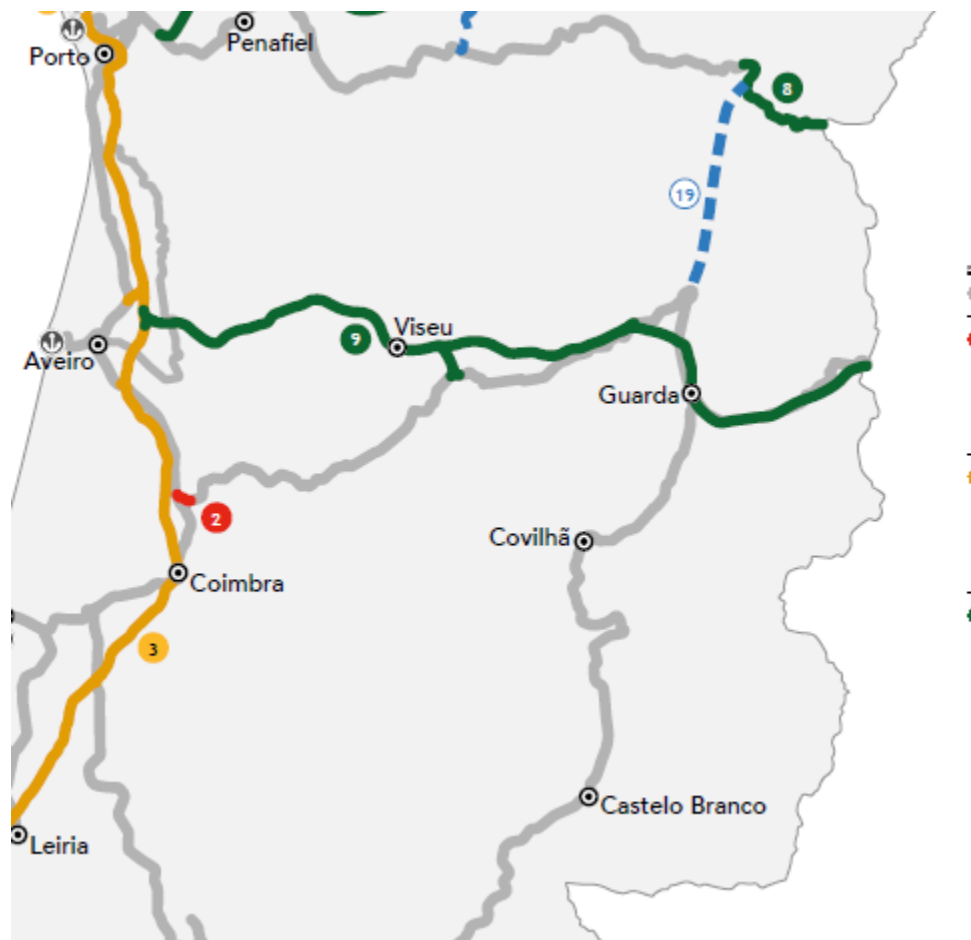 Penafiel
Porto
8
19
Viseu
9
Aveiro
Guarda
2
Covilhã
Coimbra
3
Castelo Branco
Leiria